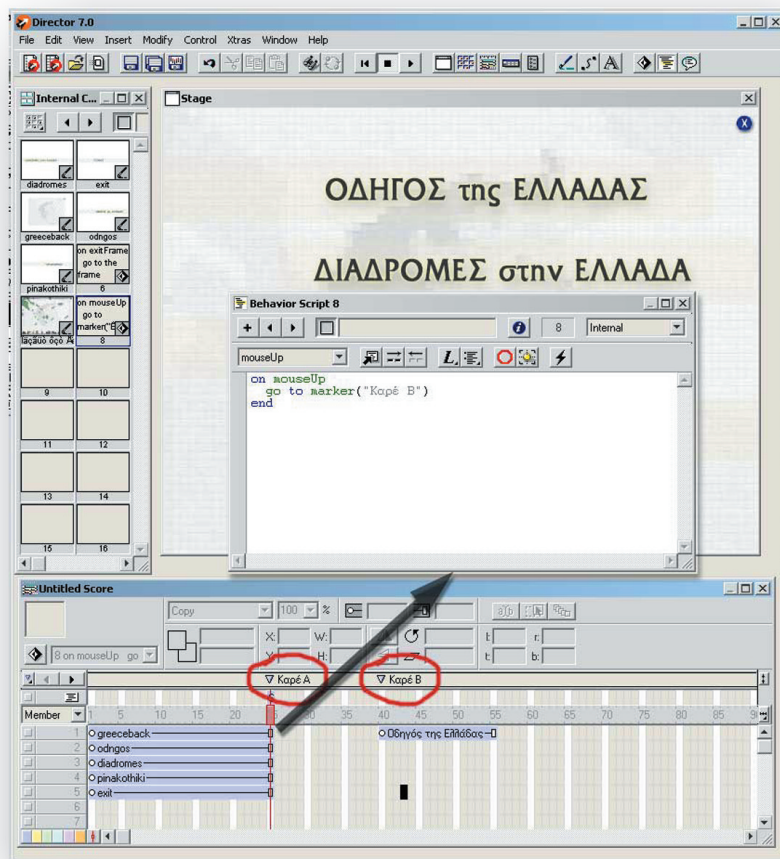 Director 7.0
File Edit View Insert Modify Control Xtras Window Help
Internal C...
Stage
diadromes exit
greeceback odngos
on exitFrame
go to the
frame
pinakothiki 6
on mouseUp
go to
8
9 10
11 12
13 14
15 16
ΟΔΗΓΟΣ της ΕΛΛΑΔΑΣ
ΔΙΑΔΡΟΜΕΣ στην ΕΛΛΑΔΑ
Behavior Script 8
8 Internal
mouseUp
on mouseUp
go to marker("Καρέ Β")
end
Untitled Score
Copy 100 %
X: W: t: r:
H: t: b:
8 on mouseUp go
Καρέ Α Καρέ Β
Member 1 5 10 15 20 30 35 40 45 50 55 60 65 70 75 80 85
1 greeceback Οδηγός της Ελλάδας
2 odngos
3 diadromes
4 pinakothiki
5 exit
6
7